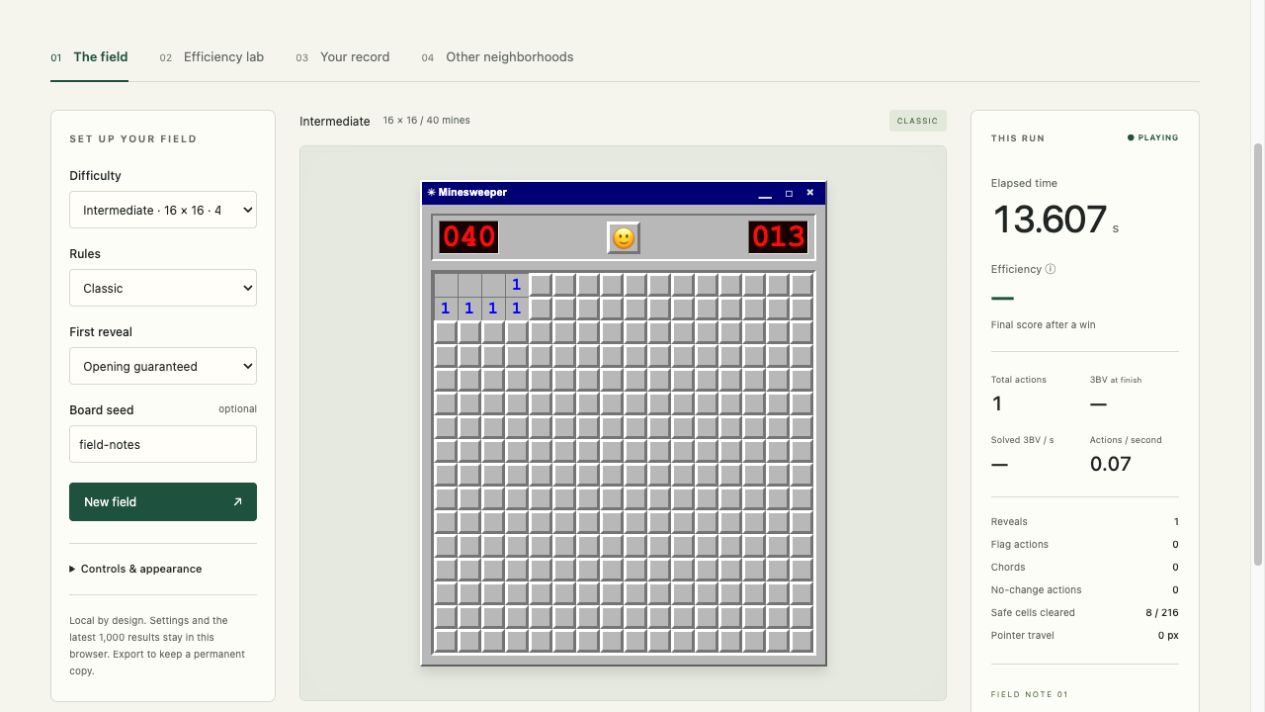 01 The field
02 Efficiency lab
03 Your record
04 Other neighborhoods
SET UP YOUR FIELD
Difficulty
Intermediate · 16 × 16 · 4
Rules
Classic
First reveal
Opening guaranteed
Board seed optional
field-notes
New field ↗
Controls & appearance
Local by design. Settings and the
latest 1,000 results stay in this
browser. Export to keep a permanent
copy.
Intermediate 16 × 16 / 40 mines
CLASSIC
Minesweeper
040
013
1
1 1 1 1
THIS RUN
PLAYING
Elapsed time
13.607 s
Efficiency ⓘ
—
Final score after a win
Total actions
1
3BV at finish
—
Solved 3BV / s
—
Actions / second
0.07
Reveals 1
Flag actions 0
Chords 0
No-change actions 0
Safe cells cleared 8 / 216
Pointer travel 0 px
FIELD NOTE 01